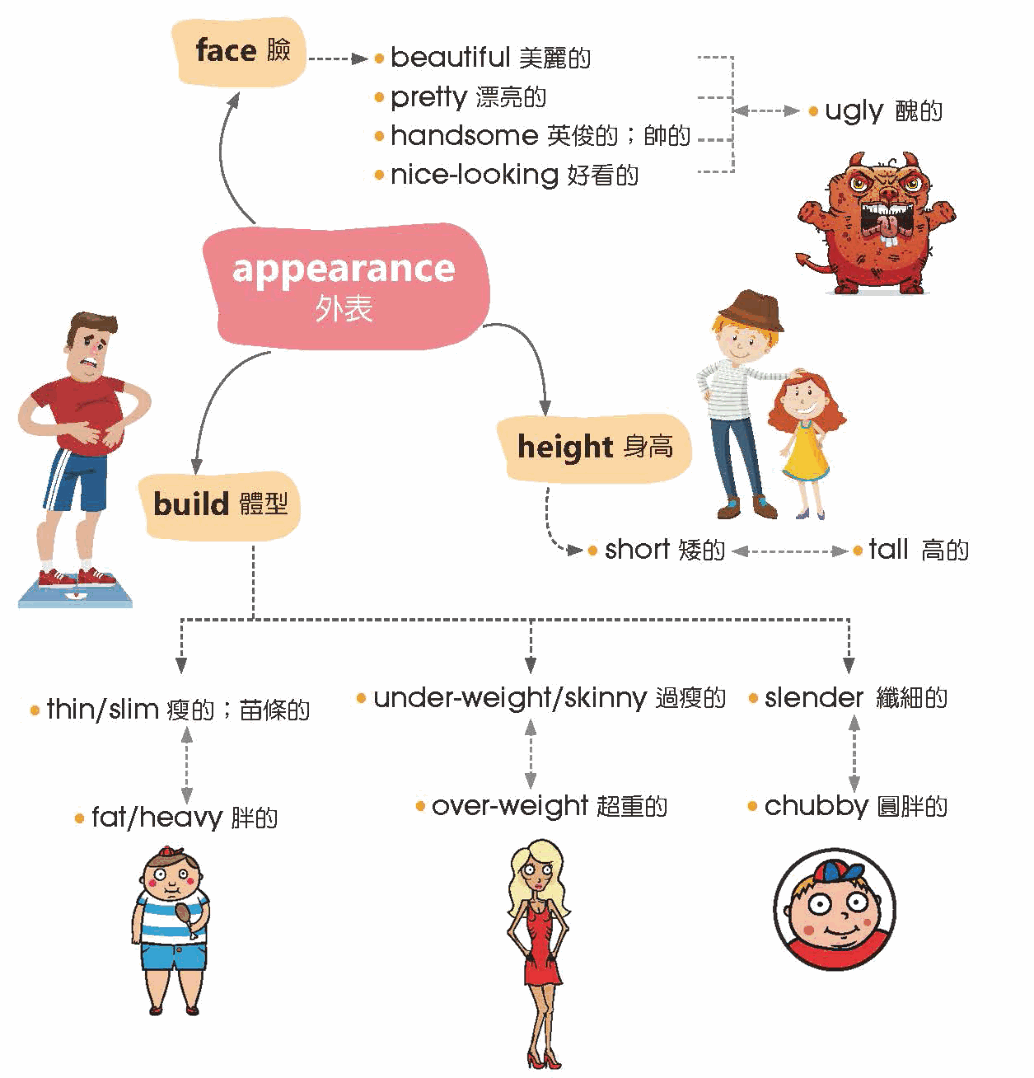 face 臉
• beautiful 美麗的
• pretty 漂亮的
• handsome 英俊的；帥的
• nice-looking 好看的
• ugly 醜的
appearance
外表
height 身高
build 體型
• short 矮的
• tall 高的
• thin/slim 瘦的；苗條的
• under-weight/skinny 過瘦的
• slender 纖細的
• fat/heavy 胖的
• over-weight 超重的
• chubby 圓胖的